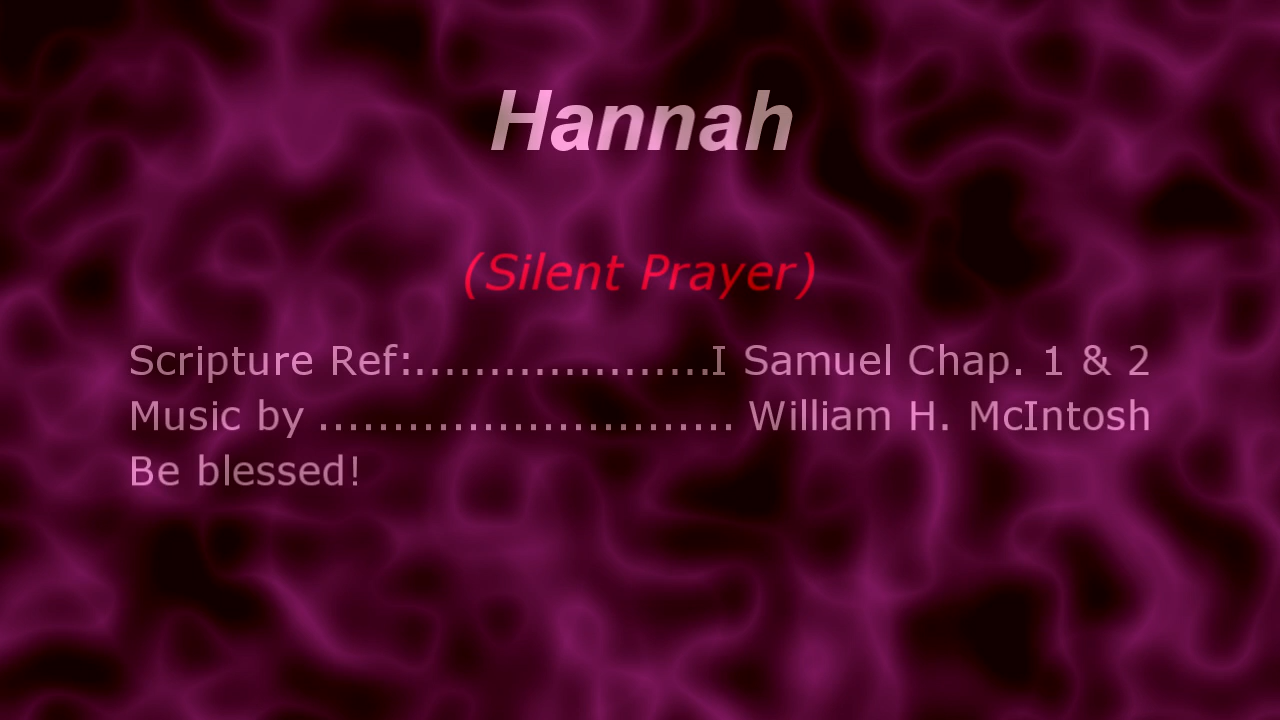 Hannah
(Silent Prayer)
Scripture Ref:....................I Samuel Chap. 1 & 2
Music by ............................ William H. McIntosh
Be blessed!